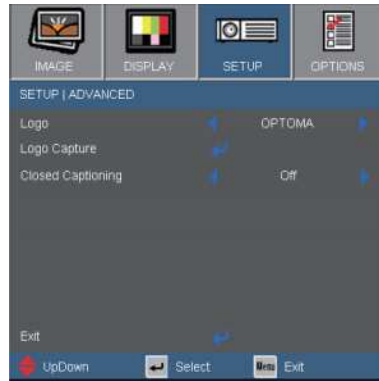 IMAGE DISPLAY SETUP OPTIONS
SETUP | ADVANCED
Logo OPTOMA
Logo Capture
Closed Captioning Off
Exit
UpDown Select Menu Exit